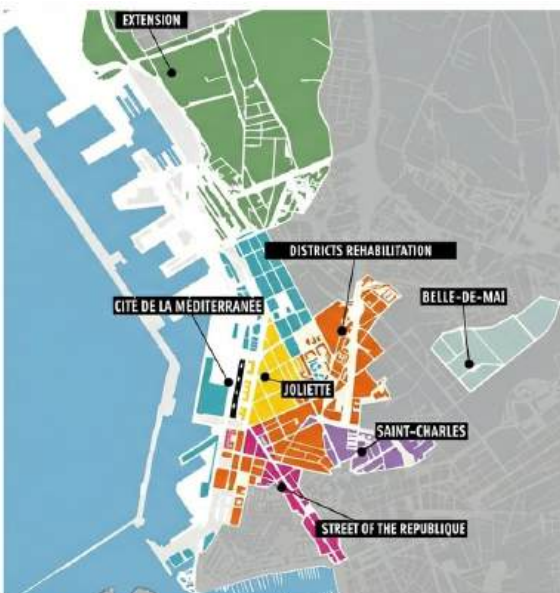 EXTENSION
DISTRICTS REHABILITATION
BELLE-DE-MAI
CITÉ DE LA MÉDITERRANÉE
JOLIETTE
SAINT-CHARLES
STREET OF THE REPUBLIQUE